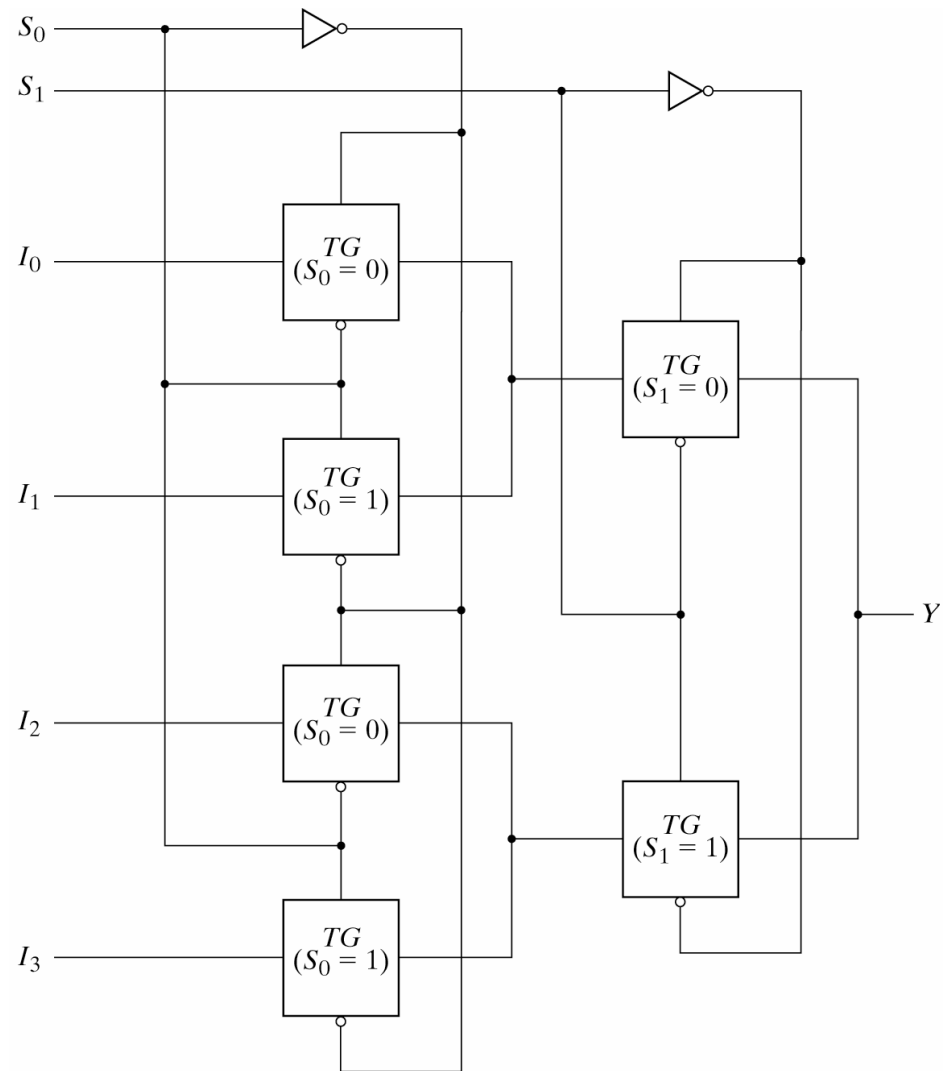 S₀
S₁
TG
I₀ (S₀ = 0)
TG
(S₁ = 0)
TG
I₁ (S₀ = 1)
Y
TG
I₂ (S₀ = 0)
TG
(S₁ = 1)
TG
I₃ (S₀ = 1)